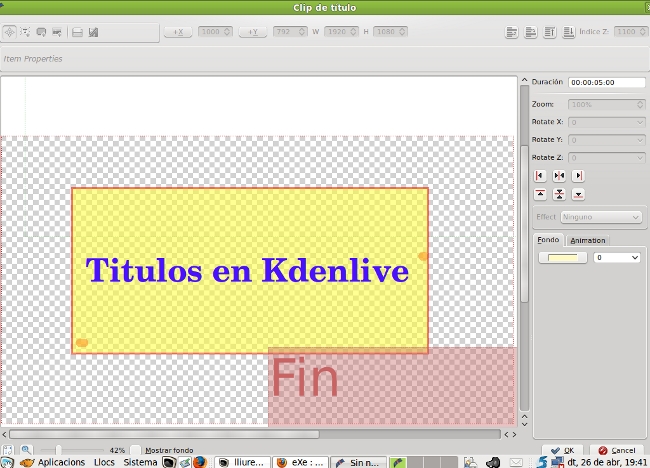 Clip de título
+X 1000 +Y 792 W 1920 H 1080 Índice Z: 1100
Item Properties
Duración 00:00:05:00
Zoom: 100%
Rotate X: 0
Rotate Y: 0
Rotate Z: 0
Effect Ninguno
Fondo Animation
0
Titulos en Kdenlive
Fin
42% Mostrar fondo
OK Cancel
Aplicacions Llocs Sistema lliure... eXe : ... Sin n... dt, 26 de abr, 19:41